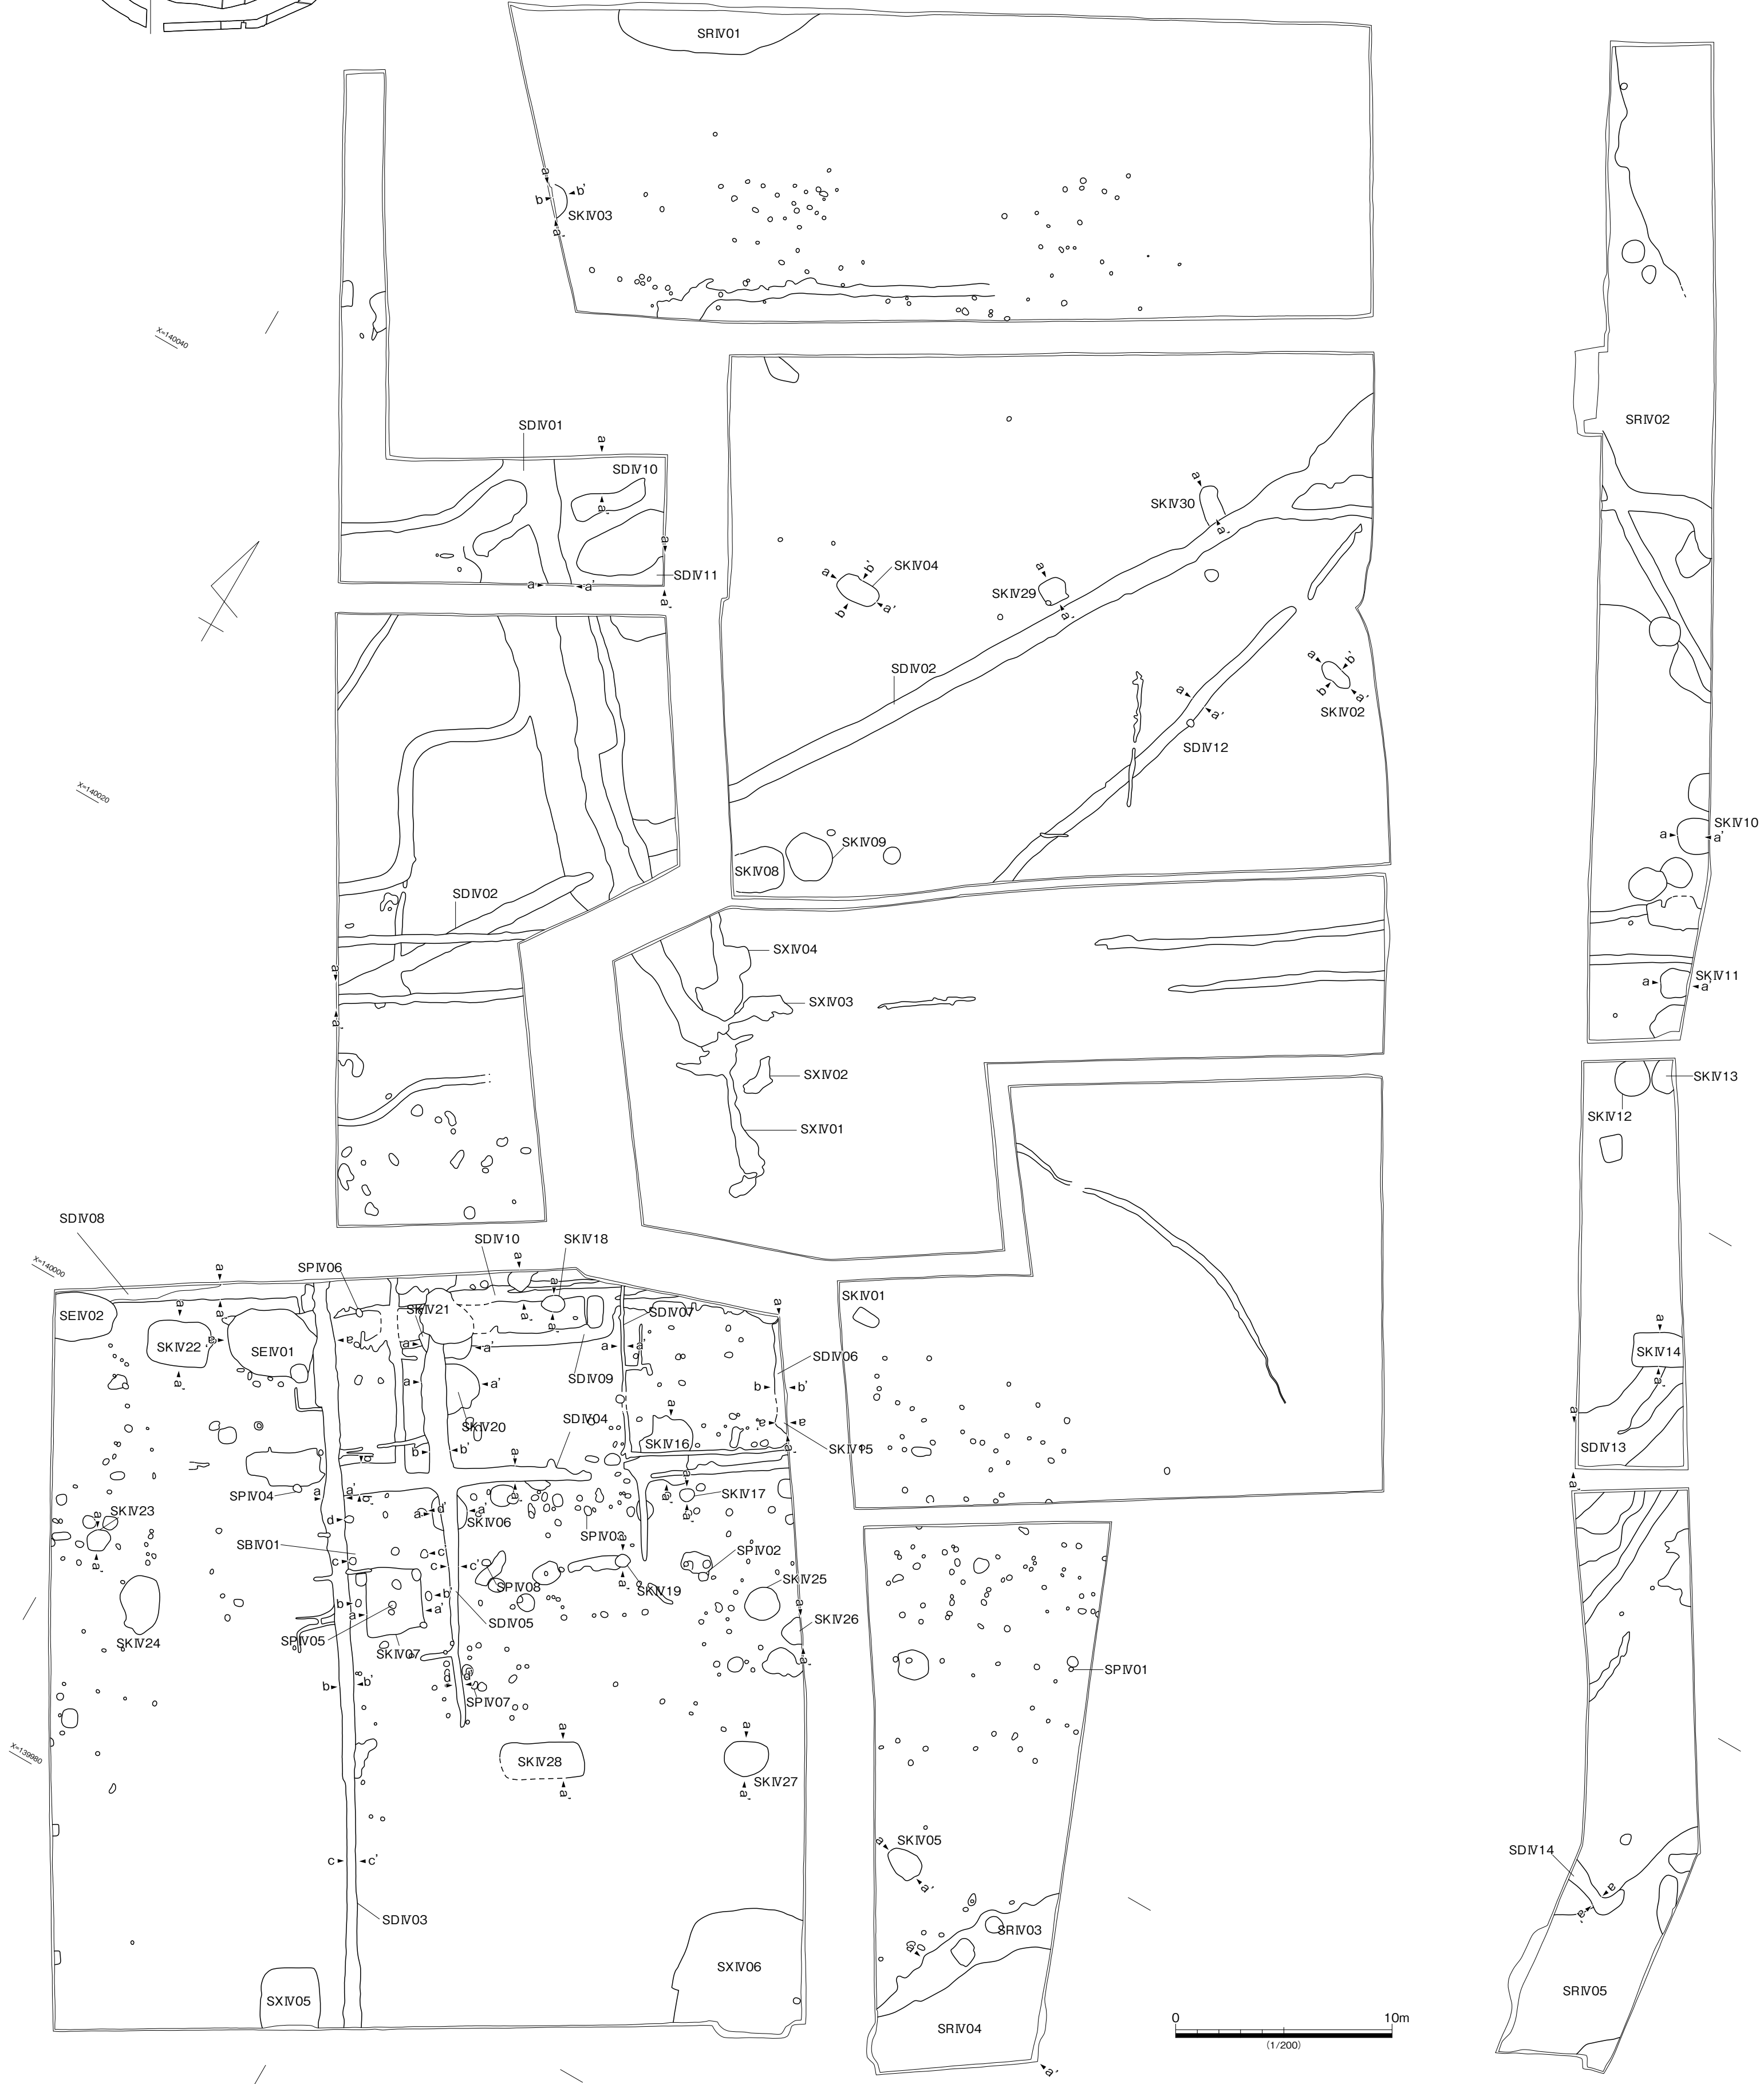 SRⅣ01
a
b
b'
SKⅣ03
a'
X=140040
SRⅣ02
SDⅣ01
a
SDⅣ10
a'
a
SDⅣ11
a
a'
a'
a
SKⅣ30
a'
a
b'
SKⅣ04
b
a'
a
SKⅣ29
a'
SDⅣ02
a
b'
b
a'
SKⅣ02
a
a'
SDⅣ12
X=140020
SKⅣ09
SKⅣ08
SKⅣ10
a
a'
SDⅣ02
a
a'
SXⅣ04
SXⅣ03
SXⅣ02
SXⅣ01
SKⅣ11
a
a'
SKⅣ13
SKⅣ12
SDⅣ08
X=140000
SDⅣ10
SKⅣ18
a
SPⅣ06
a
a
SEⅣ02
a
a'
SKⅣ22
a
a'
SEⅣ01
a
SKⅣ21
a
a'
a'
a'
SDⅣ07
a
a'
a
SDⅣ06
b
b'
SDⅣ09
a
a'
SKⅣ20
SDⅣ04
a
SKⅣ16
a
a
a
a'
SKⅣ15
SKⅣ01
a
SKⅣ14
a'
a
SDⅣ13
a'
b
b'
b
b'
SPⅣ04
a
a'
a'
a'
SKⅣ17
a'
a
SKⅣ23
a'
d
d'
a
a'
SKⅣ06
SPⅣ03
a
SBⅣ01
c
c
c
c'
SPⅣ02
SPⅣ08
a'
SKⅣ19
SKⅣ25
a
SKⅣ24
b
a
b'
a'
SPⅣ05
SDⅣ05
SKⅣ26
a'
SKⅣ07
b
b'
d
d'
SPⅣ07
SPⅣ01
X=139980
a
SKⅣ28
a'
a
SKⅣ27
a'
c
c'
a
SKⅣ05
a'
SDⅣ14
a
a'
SDⅣ03
SRⅣ03
a
SXⅣ06
SXⅣ05
SRⅣ05
SRⅣ04
a'
0
10m
(1/200)